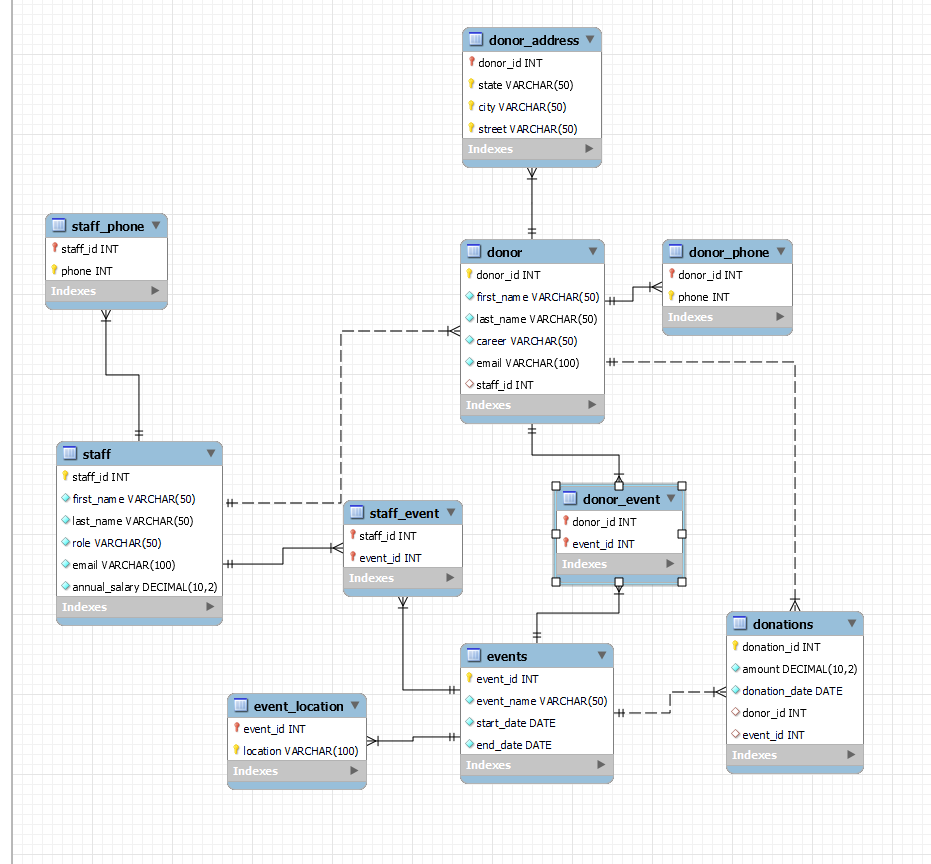 donor_address
donor_id INT
state VARCHAR(50)
city VARCHAR(50)
street VARCHAR(50)
Indexes
staff_phone
staff_id INT
phone INT
Indexes
donor
donor_id INT
first_name VARCHAR(50)
last_name VARCHAR(50)
career VARCHAR(50)
email VARCHAR(100)
staff_id INT
Indexes
donor_phone
donor_id INT
phone INT
Indexes
staff
staff_id INT
first_name VARCHAR(50)
last_name VARCHAR(50)
role VARCHAR(50)
email VARCHAR(100)
annual_salary DECIMAL(10,2)
Indexes
staff_event
staff_id INT
event_id INT
Indexes
donor_event
donor_id INT
event_id INT
Indexes
events
event_id INT
event_name VARCHAR(50)
start_date DATE
end_date DATE
Indexes
donations
donation_id INT
amount DECIMAL(10,2)
donation_date DATE
donor_id INT
event_id INT
Indexes
event_location
event_id INT
location VARCHAR(100)
Indexes